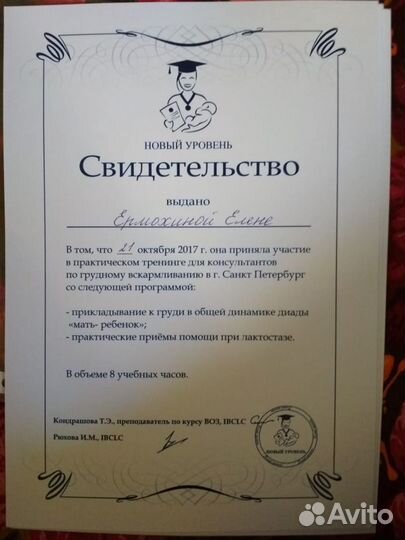 НОВЫЙ УРОВЕНЬ
Свидетельство
выдано
Ермохиной Елене
В том, что 21 октября 2017 г. она приняла участие
в практическом тренинге для консультантов
по грудному вскармливанию в г. Санкт Петербург
со следующей программой:
- прикладывание к груди в общей динамике диады
«мать- ребенок»;
- практические приёмы помощи при лактостазе.
В объеме 8 учебных часов.
Кондрашова Т.Э., преподаватель по курсу ВОЗ, IBCLC
Рюхова И.М., IBCLC
НОВЫЙ УРОВЕНЬ
Avito